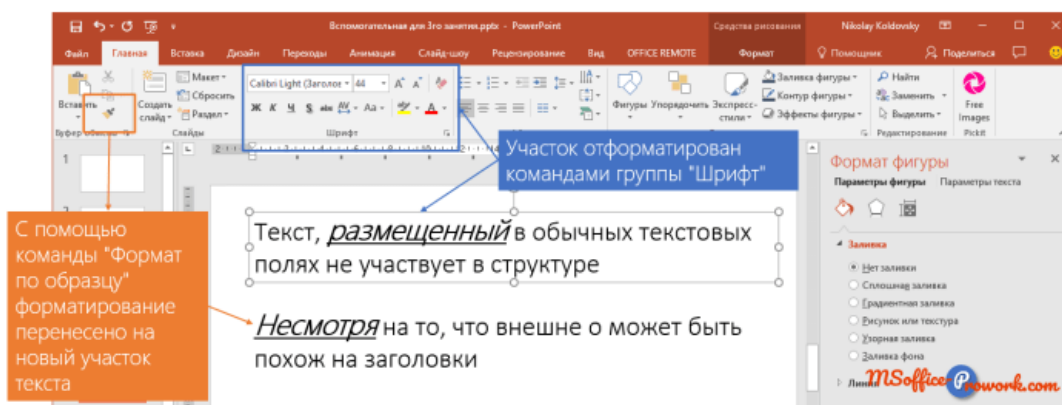 Вспомогательная для 3го занятия.pptx - PowerPoint
Средства рисования
Nikolay Koldovsky
Файл Главная Вставка Дизайн Переходы Анимация Слайд-шоу Рецензирование Вид OFFICE REMOTE Формат Помощник Поделиться
Вставить
Создать слайд
Макет
Сбросить
Раздел
Calibri Light (Заголов 44
Ж К Ч S abc AV Aa А
Фигуры Упорядочить Экспресс-стили
Заливка фигуры
Контур фигуры
Эффекты фигуры
Найти
Заменить
Выделить
Free Images
Буфер обмена Слайды Шрифт Редактирование Pickit
1
Участок отформатирован
командами группы "Шрифт"
Текст, размещенный в обычных текстовых
полях не участвует в структуре
Несмотря на то, что внешне о может быть
похож на заголовки
С помощью
команды "Формат
по образцу"
форматирование
перенесено на
новый участок
текста
Формат фигуры
Параметры фигуры Параметры текста
Заливка
Нет заливки
Сплошная заливка
Градиентная заливка
Рисунок или текстура
Узорная заливка
Заливка фона
Линия
MSoffice-Prowork.com